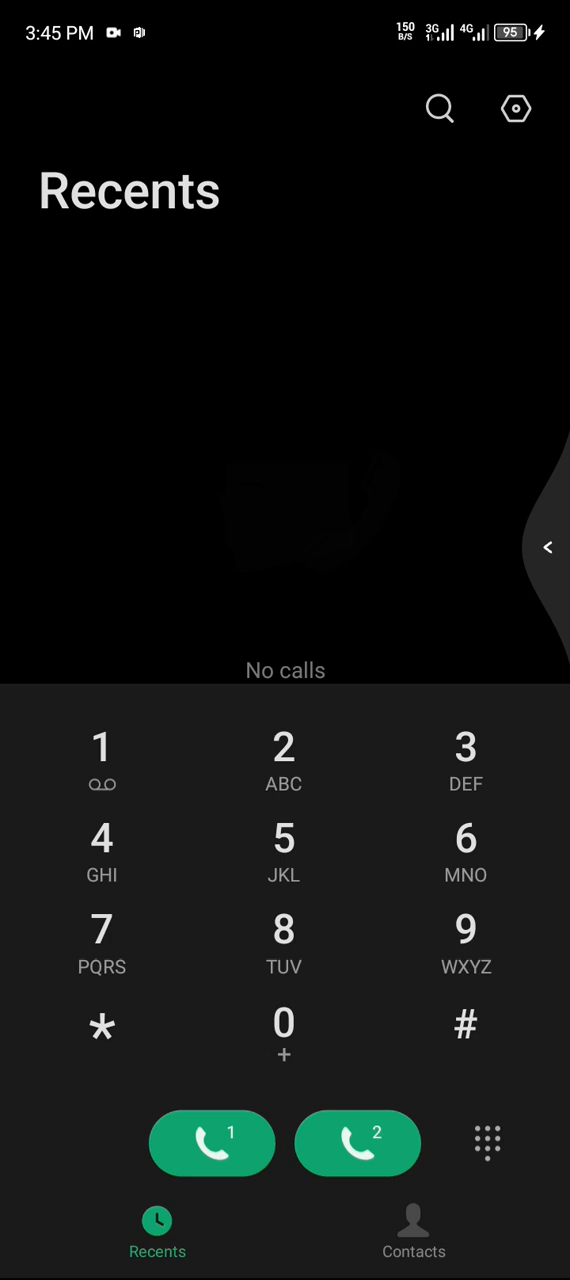 3:45 PM 150 B/S 3G 4G 95
Recents
No calls
1 2 ABC 3 DEF
4 GHI 5 JKL 6 MNO
7 PQRS 8 TUV 9 WXYZ
* 0 + #
1 2
Recents Contacts